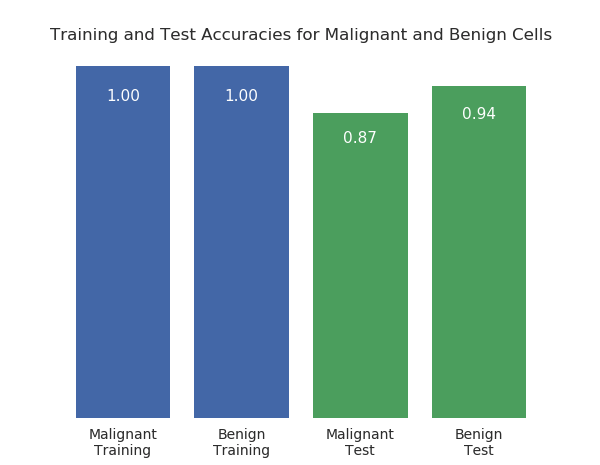 Training and Test Accuracies for Malignant and Benign Cells
1.00
1.00
0.87
0.94
Malignant
Training
Benign
Training
Malignant
Test
Benign
Test